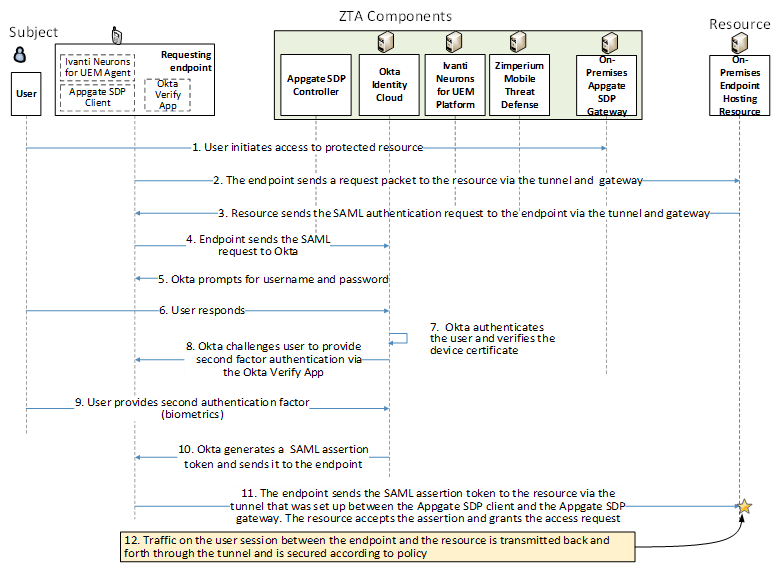 ZTA Components
Subject
Resource
Requesting
endpoint
Ivanti Neurons
for UEM Agent
Appgate SDP
Client
Okta
Verify
App
User
Appgate SDP
Controller
Okta
Identity
Cloud
Ivanti
Neurons
for UEM
Platform
Zimperium
Mobile
Threat
Defense
On-
Premises
Appgate
SDP
Gateway
On-
Premises
Endpoint
Hosting
Resource
1. User initiates access to protected resource
2. The endpoint sends a request packet to the resource via the tunnel and gateway
3. Resource sends the SAML authentication request to the endpoint via the tunnel and gateway
4. Endpoint sends the SAML
request to Okta
5. Okta prompts for username and password
6. User responds
7. Okta authenticates
the user and verifies the
device certificate
8. Okta challenges user to provide
second factor authentication via
the Okta Verify App
9. User provides second authentication factor
(biometrics)
10. Okta generates a SAML assertion
token and sends it to the endpoint
11. The endpoint sends the SAML assertion token to the resource via the
tunnel that was set up between the Appgate SDP client and the Appgate SDP
gateway. The resource accepts the assertion and grants the access request
12. Traffic on the user session between the endpoint and the resource is transmitted back and
forth through the tunnel and is secured according to policy